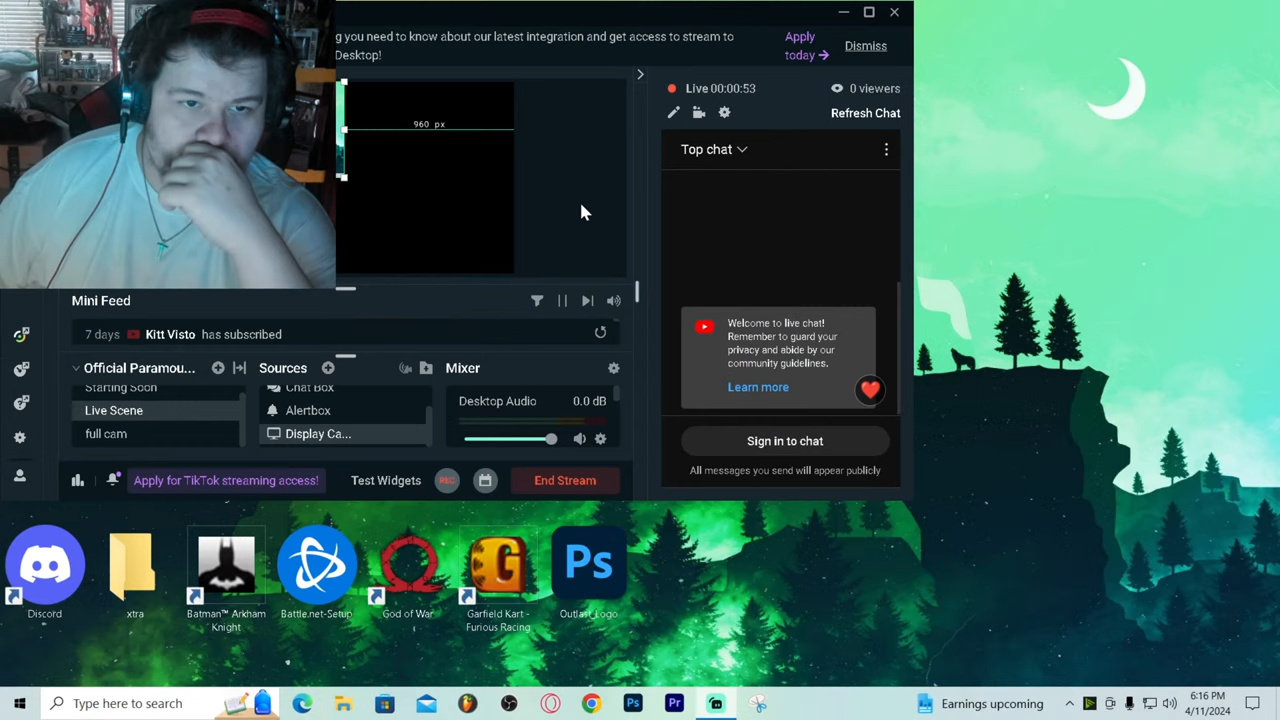 g you need to know about our latest integration and get access to stream to
Desktop!
Apply
today
Dismiss
960 px
Live 00:00:53
0 viewers
Refresh Chat
Top chat
Welcome to live chat!
Remember to guard your
privacy and abide by our
community guidelines.
Learn more
Sign in to chat
All messages you send will appear publicly
Mini Feed
7 days Kitt Visto has subscribed
Official Paramou...
Starting Soon
Live Scene
full cam
Sources
Chat Box
Alertbox
Display Ca...
Mixer
Desktop Audio 0.0 dB
Apply for TikTok streaming access!
Test Widgets
REC
End Stream
Discord
xtra
Batman™ Arkham
Knight
Battle.net-Setup
God of War
Garfield Kart -
Furious Racing
Ps
Outlast_Logo
Type here to search
Ps
Pr
Earnings upcoming
6:16 PM
4/11/2024